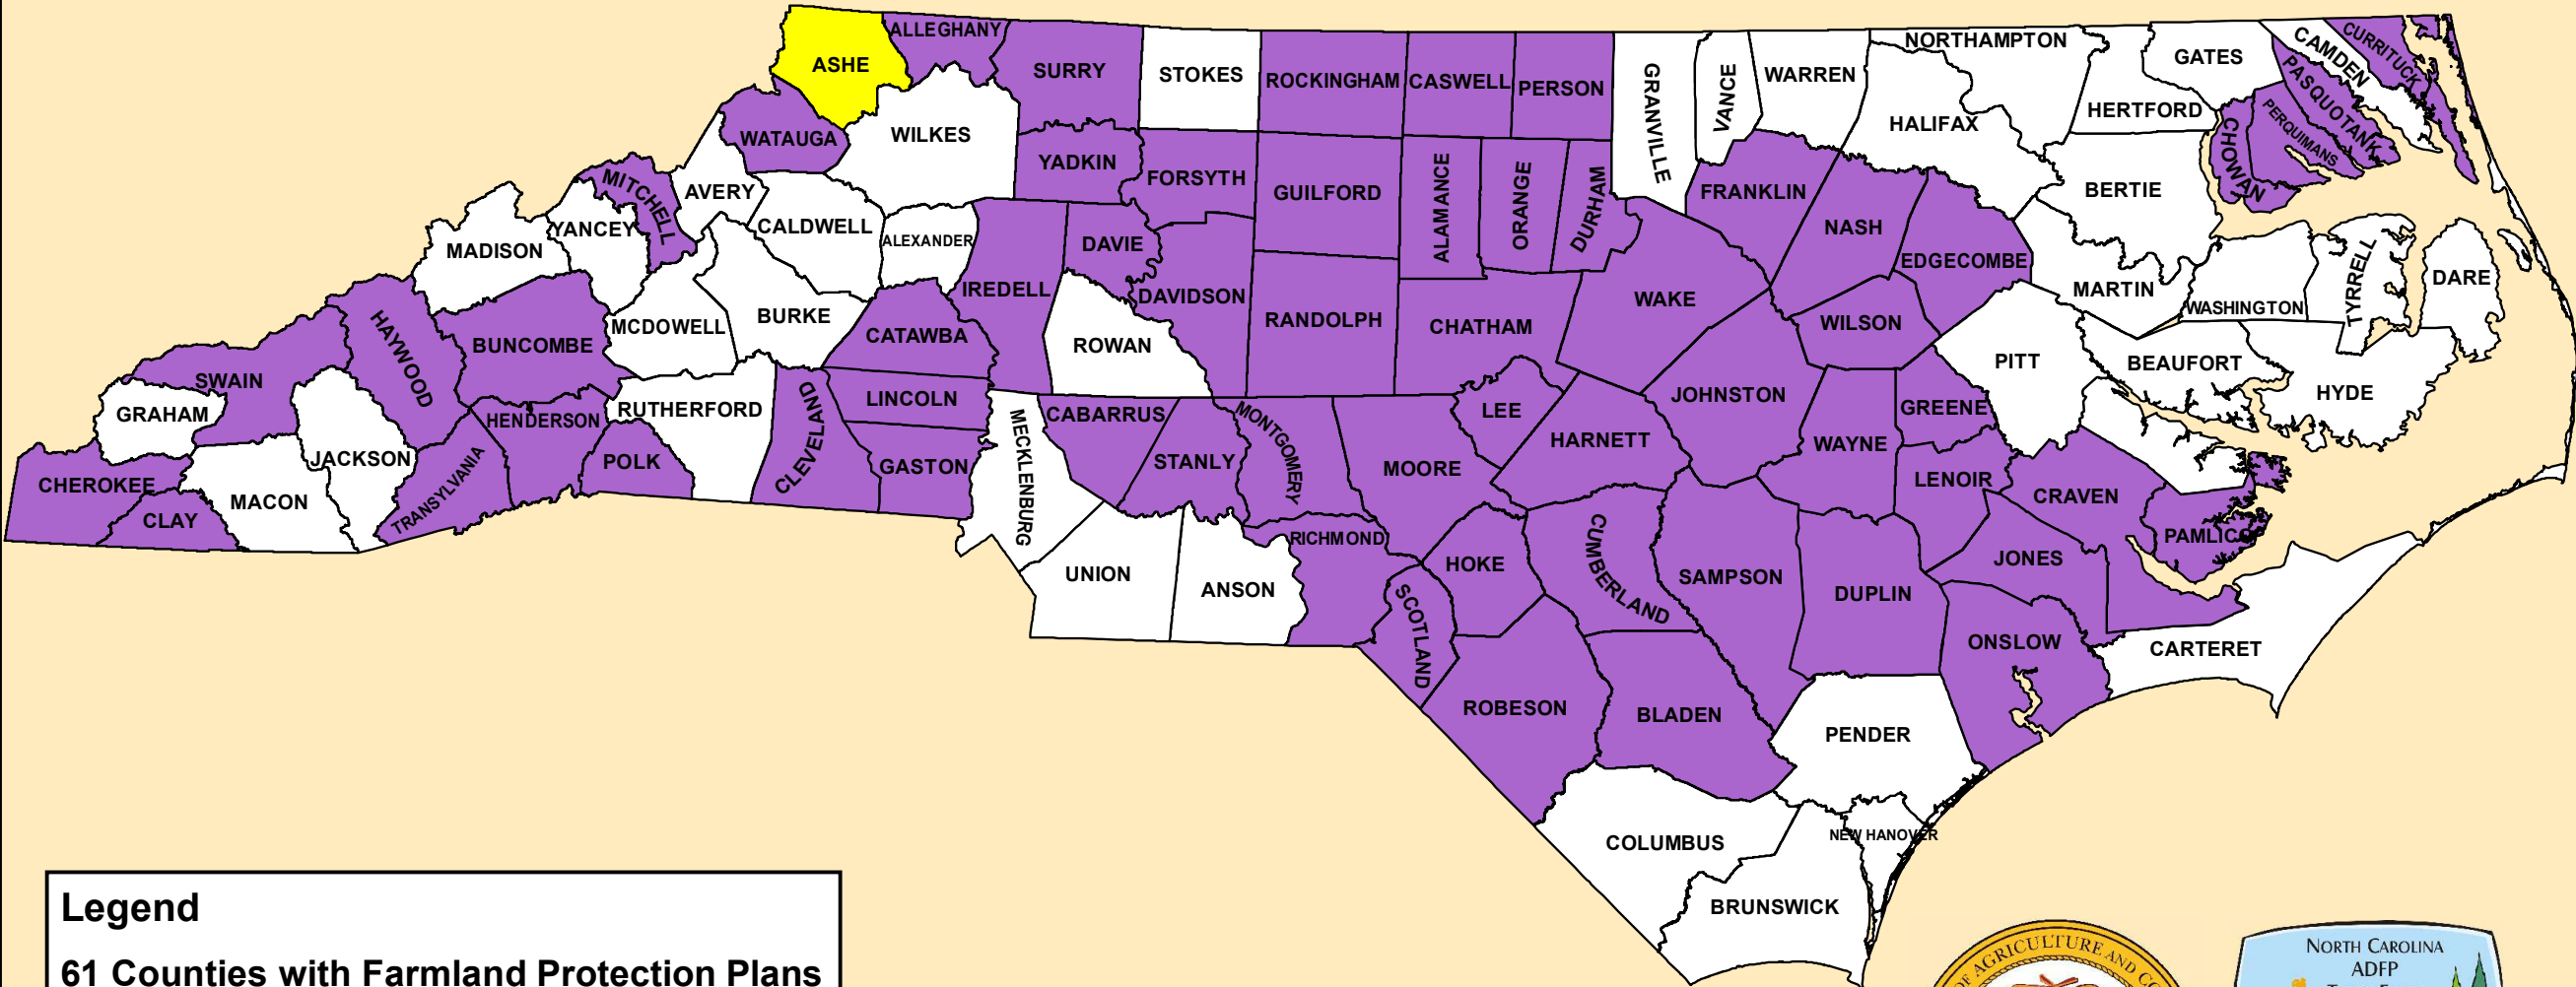 ALLEGHANY
ASHE
SURRY
STOKES
ROCKINGHAM
CASWELL
PERSON
GRANVILLE
VANCE
WARREN
NORTHAMPTON
GATES
CAMDEN
CURRITUCK
PASQUOTANK
PERQUIMANS
CHOWAN
HERTFORD
HALIFAX
WATAUGA
WILKES
YADKIN
FORSYTH
GUILFORD
ALAMANCE
ORANGE
DURHAM
FRANKLIN
NASH
EDGECOMBE
BERTIE
MITCHELL
AVERY
YANCEY
MADISON
CALDWELL
ALEXANDER
IREDELL
DAVIE
DAVIDSON
RANDOLPH
CHATHAM
WAKE
WILSON
MARTIN
WASHINGTON
TYRRELL
DARE
HAYWOOD
BUNCOMBE
MCDOWELL
BURKE
CATAWBA
ROWAN
PITT
BEAUFORT
HYDE
SWAIN
GRAHAM
JACKSON
HENDERSON
RUTHERFORD
CLEVELAND
LINCOLN
GASTON
MECKLENBURG
CABARRUS
STANLY
MONTGOMERY
MOORE
LEE
HARNETT
JOHNSTON
WAYNE
GREENE
LENOIR
CRAVEN
PAMLICO
CHEROKEE
CLAY
MACON
TRANSYLVANIA
POLK
UNION
ANSON
RICHMOND
SCOTLAND
HOKE
CUMBERLAND
SAMPSON
DUPLIN
JONES
ONSLOW
CARTERET
ROBESON
BLADEN
PENDER
COLUMBUS
NEW HANOVER
BRUNSWICK
Legend
61 Counties with Farmland Protection Plans
OF AGRICULTURE AND CO
NORTH CAROLINA
ADFP